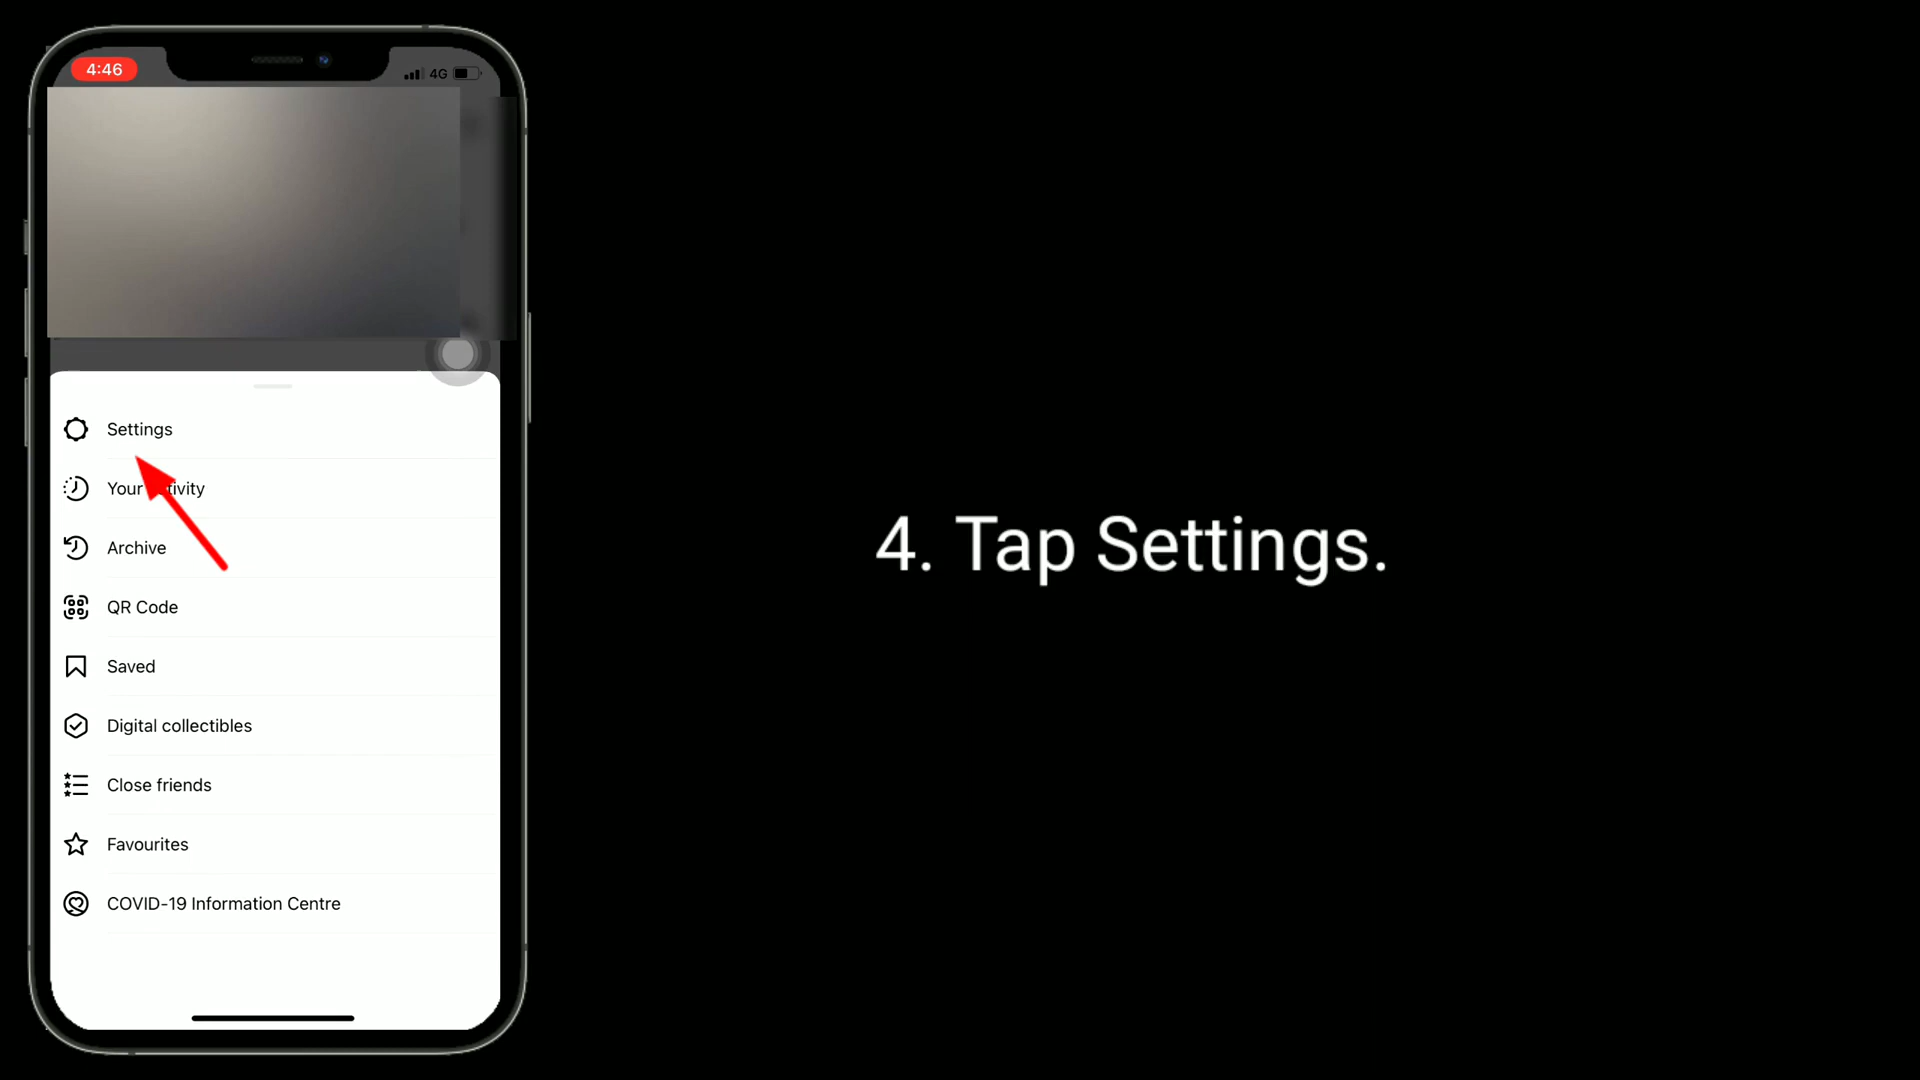 4:46
4G
Settings
Your activity
Archive
QR Code
Saved
Digital collectibles
Close friends
Favourites
COVID-19 Information Centre
4. Tap Settings.